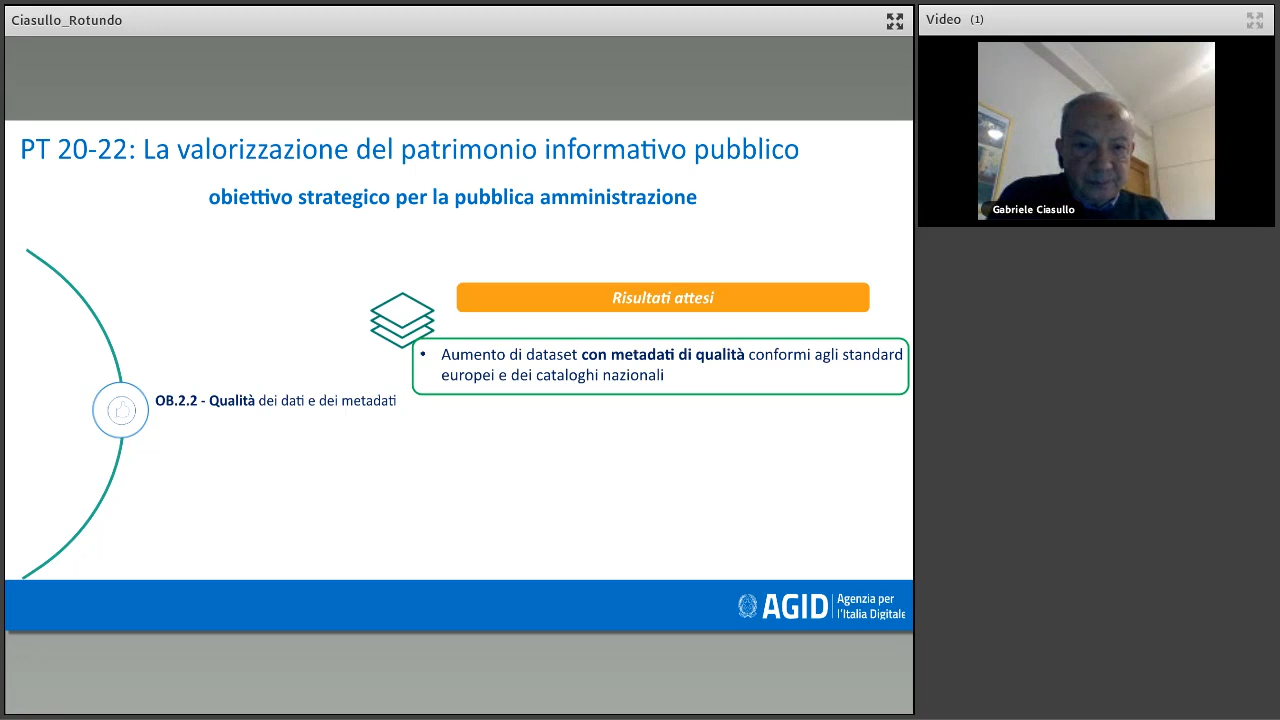 Ciasullo_Rotundo
Video (1)
Gabriele Ciasullo
PT 20-22: La valorizzazione del patrimonio informativo pubblico
obiettivo strategico per la pubblica amministrazione
Risultati attesi
• Aumento di dataset con metadati di qualità conformi agli standard
europei e dei cataloghi nazionali
OB.2.2 - Qualità dei dati e dei metadati
AGID
Agenzia per
l'Italia Digitale